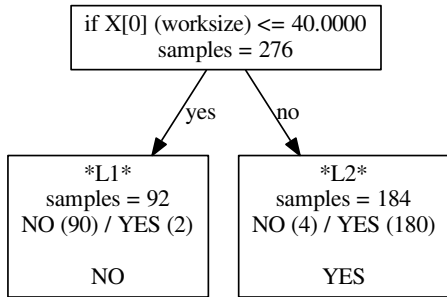 if X[0] (worksize) <= 40.0000
samples = 276
yes
no
*L1*
samples = 92
NO (90) / YES (2)
NO
*L2*
samples = 184
NO (4) / YES (180)
YES